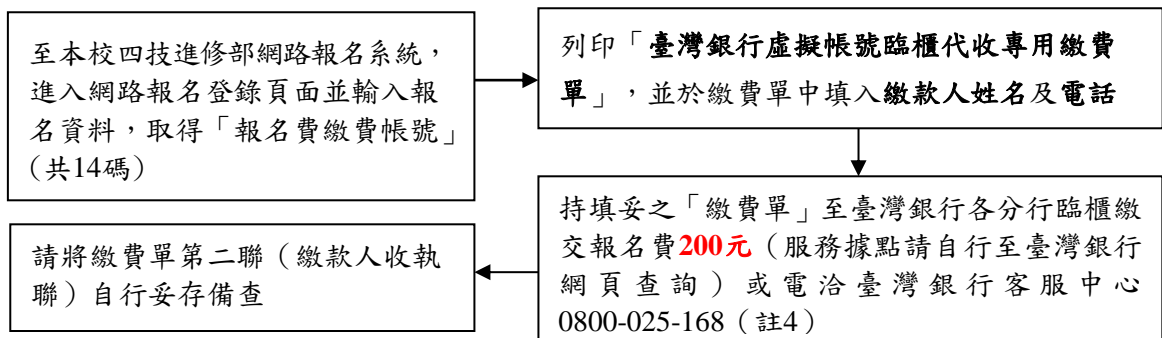 至本校四技進修部網路報名系統，
進入網路報名登錄頁面並輸入報
名資料，取得「報名費繳費帳號」
（共14碼）
列印「臺灣銀行虛擬帳號臨櫃代收專用繳費
單」，並於繳費單中填入繳款人姓名及電話
持填妥之「繳費單」至臺灣銀行各分行臨櫃繳
交報名費200元（服務據點請自行至臺灣銀行
網頁查詢）或電洽臺灣銀行客服中心
0800-025-168（註4）
請將繳費單第二聯（繳款人收執
聯）自行妥存備查